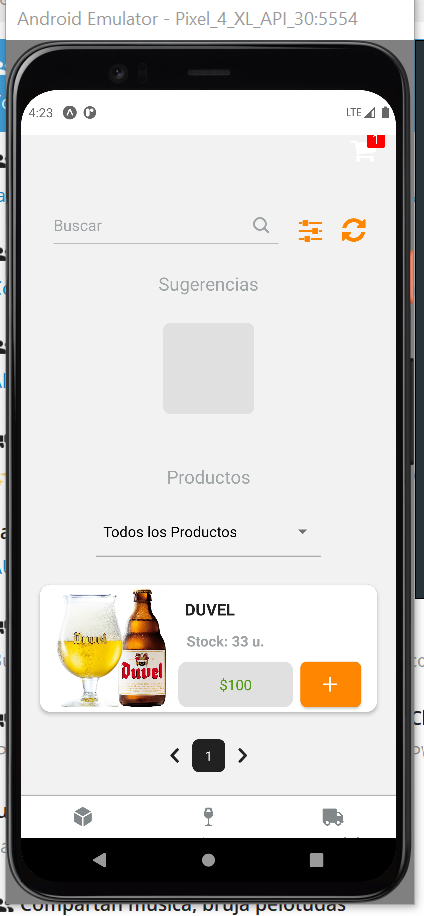 Android Emulator - Pixel_4_XL_API_30:5554
4:23
LTE
1
Buscar
Sugerencias
Productos
Todos los Productos
Duvel
Duvel
DUVEL
Stock: 33 u.
$100
+
1
Compartan música, bruja pelotudas